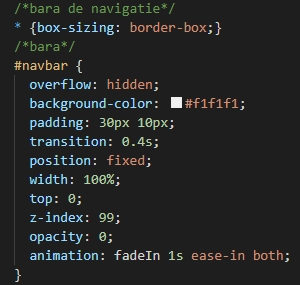 /*bara de navigatie*/
* {box-sizing: border-box;}
/*bara*/
#navbar {
  overflow: hidden;
  background-color: #f1f1f1;
  padding: 30px 10px;
  transition: 0.4s;
  position: fixed;
  width: 100%;
  top: 0;
  z-index: 99;
  opacity: 0;
  animation: fadeIn 1s ease-in both;
}